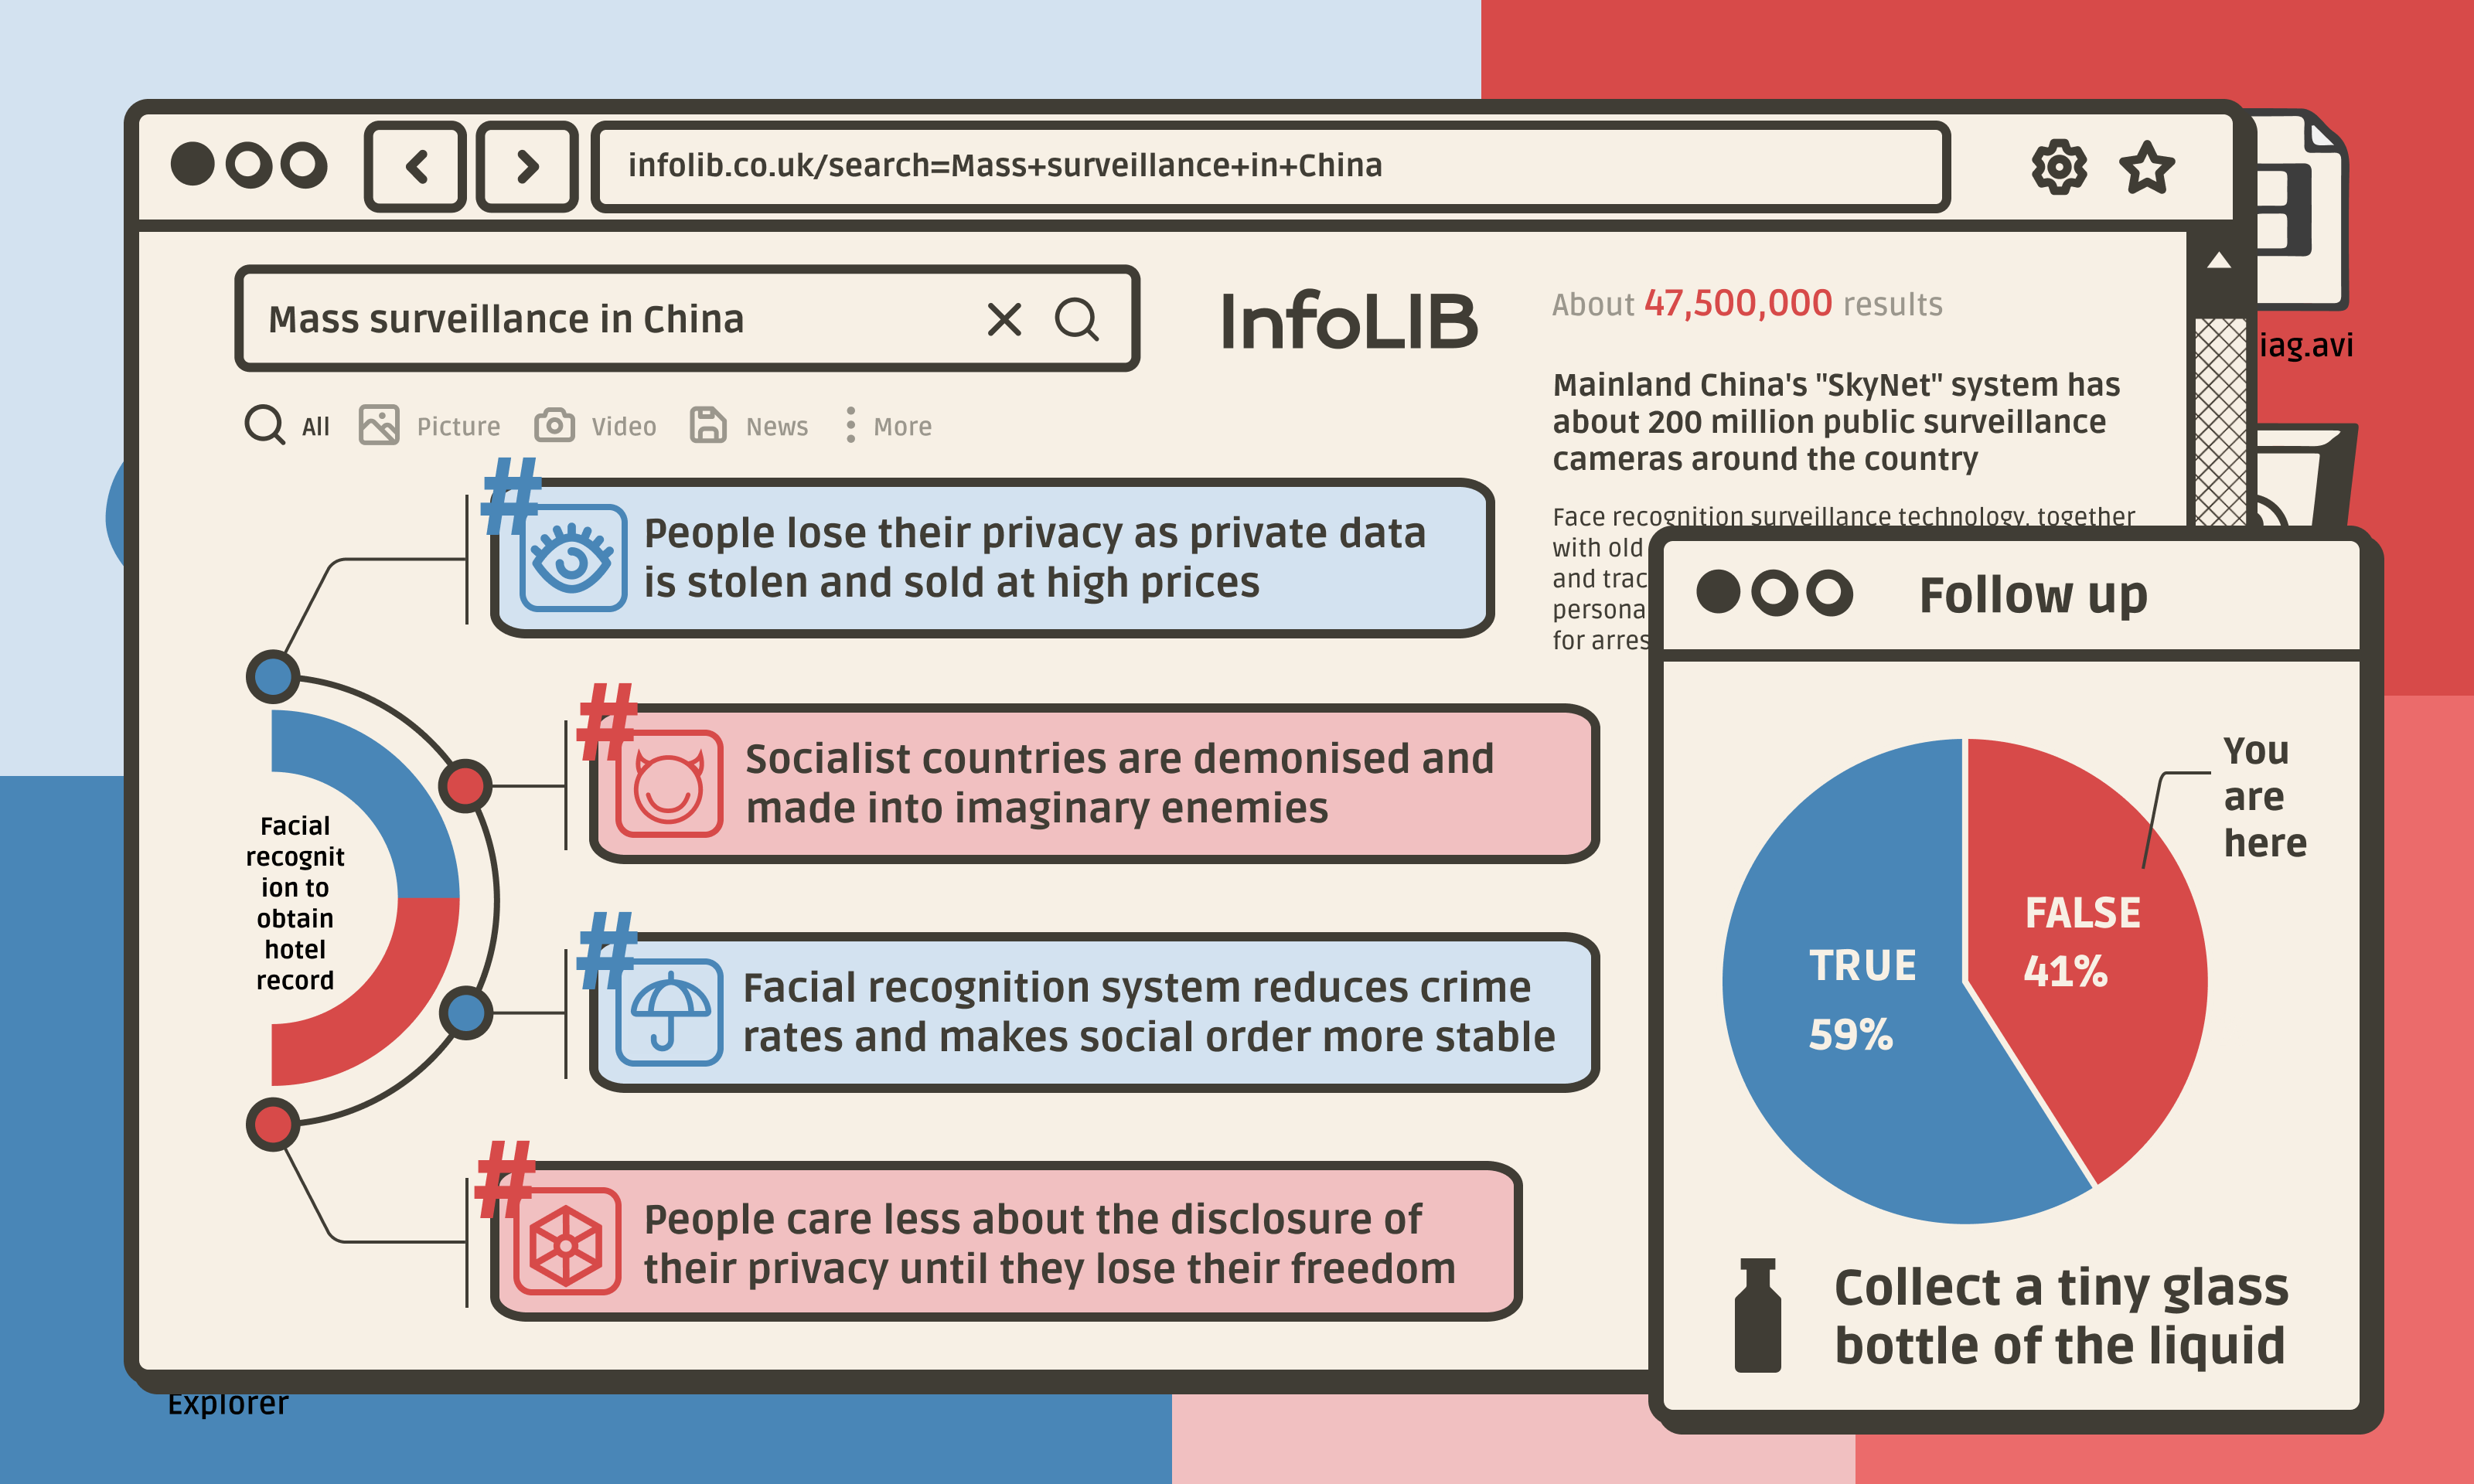 infolib.co.uk/search=Mass+surveillance+in+China
Mass surveillance in China
InfoLIB
About 47,500,000 results
All Picture Video News More
Mainland China's "SkyNet" system has
about 200 million public surveillance
cameras around the country
Face recognition surveillance technology, together
with old
and trac
persona
for arres
iag.avi
#
People lose their privacy as private data
is stolen and sold at high prices
#
Socialist countries are demonised and
made into imaginary enemies
#
Facial recognition system reduces crime
rates and makes social order more stable
#
People care less about the disclosure of
their privacy until they lose their freedom
Facial
recognit
ion to
obtain
hotel
record
Follow up
You
are
here
FALSE
41%
TRUE
59%
Collect a tiny glass
bottle of the liquid
Explorer